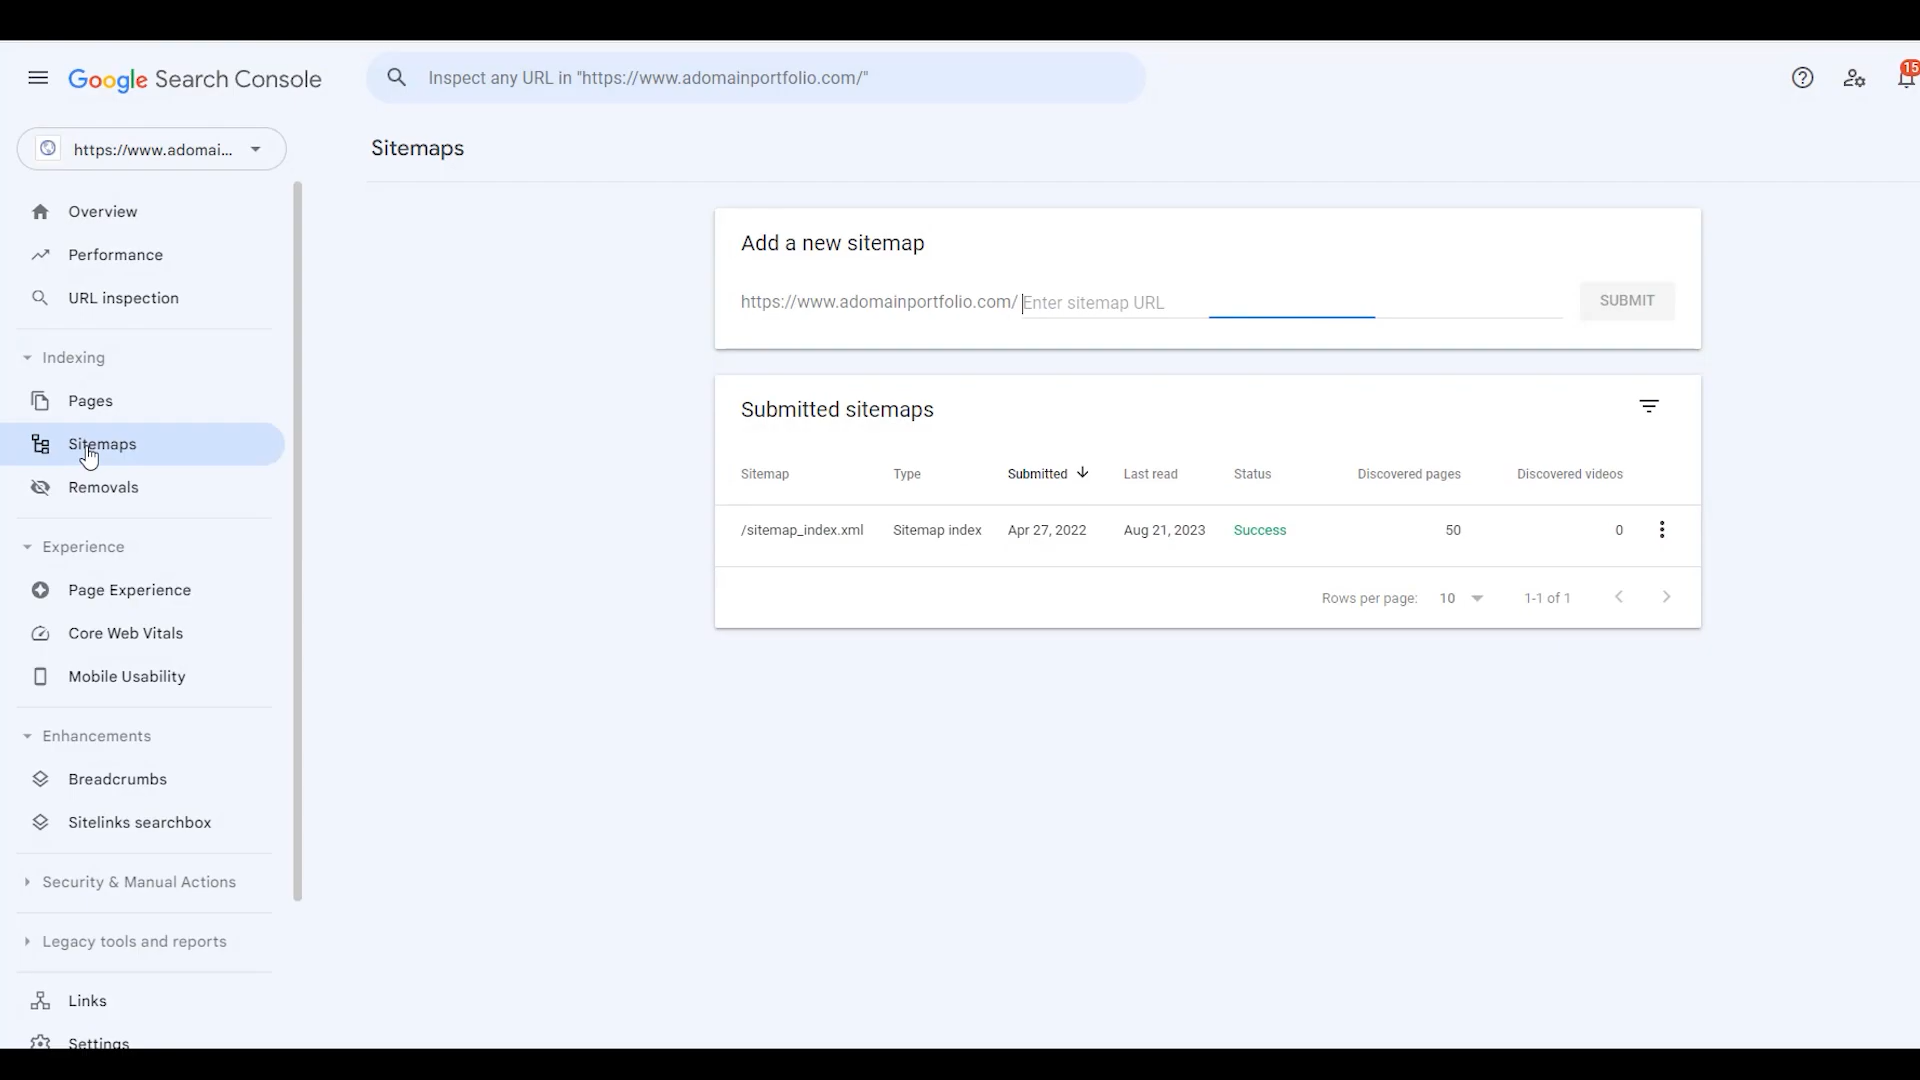 Google Search Console
Inspect any URL in "https://www.adomainportfolio.com/"
15
https://www.adomai...
Sitemaps
Overview
Performance
URL inspection
Indexing
Pages
Sitemaps
Removals
Experience
Page Experience
Core Web Vitals
Mobile Usability
Enhancements
Breadcrumbs
Sitelinks searchbox
Security & Manual Actions
Legacy tools and reports
Links
Settings
Add a new sitemap
https://www.adomainportfolio.com/ Enter sitemap URL SUBMIT
Submitted sitemaps
Sitemap Type Submitted Last read Status Discovered pages Discovered videos
/sitemap_index.xml Sitemap index Apr 27, 2022 Aug 21, 2023 Success 50 0
Rows per page: 10 1-1 of 1